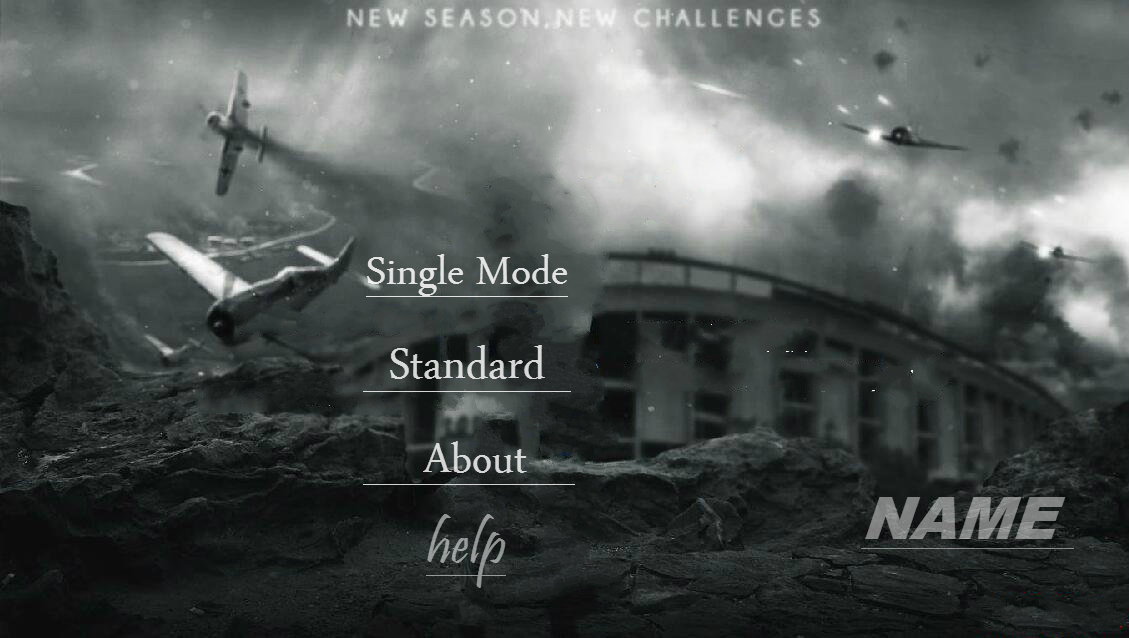 NEW SEASON,NEW CHALLENGES
Single Mode
Standard
About
help
NAME